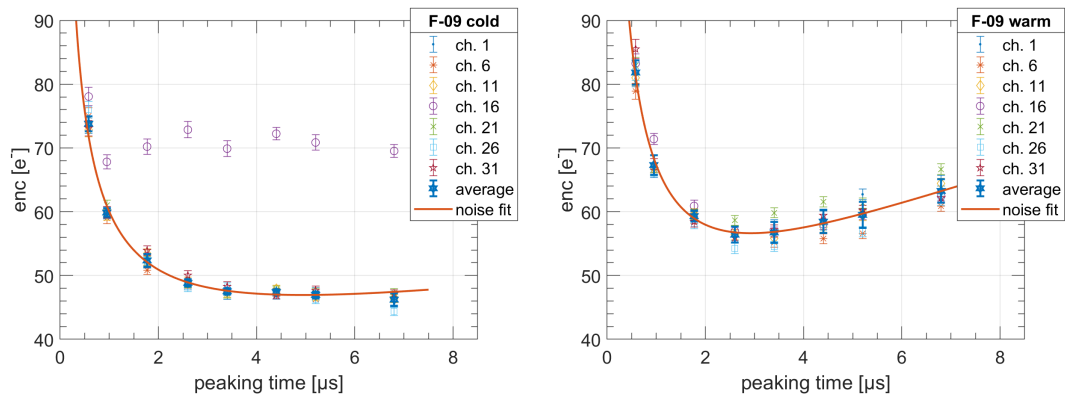 F-09 cold
ch. 1
ch. 6
ch. 11
ch. 16
ch. 21
ch. 26
ch. 31
average
noise fit
90
80
70
60
50
40
0
2
4
6
8
enc [e⁻]
peaking time [µs]
F-09 warm
ch. 1
ch. 6
ch. 11
ch. 16
ch. 21
ch. 26
ch. 31
average
noise fit
90
80
70
60
50
40
0
2
4
6
8
enc [e⁻]
peaking time [µs]